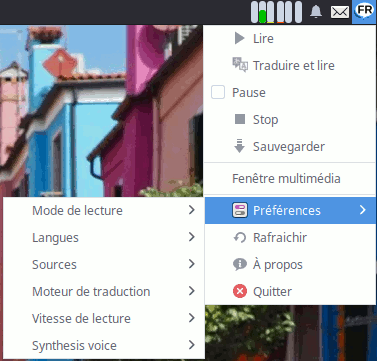 FR
Lire
Traduire et lire
Pause
Stop
Sauvegarder
Fenêtre multimédia
Préférences
Rafraichir
À propos
Quitter
Mode de lecture
Langues
Sources
Moteur de traduction
Vitesse de lecture
Synthesis voice